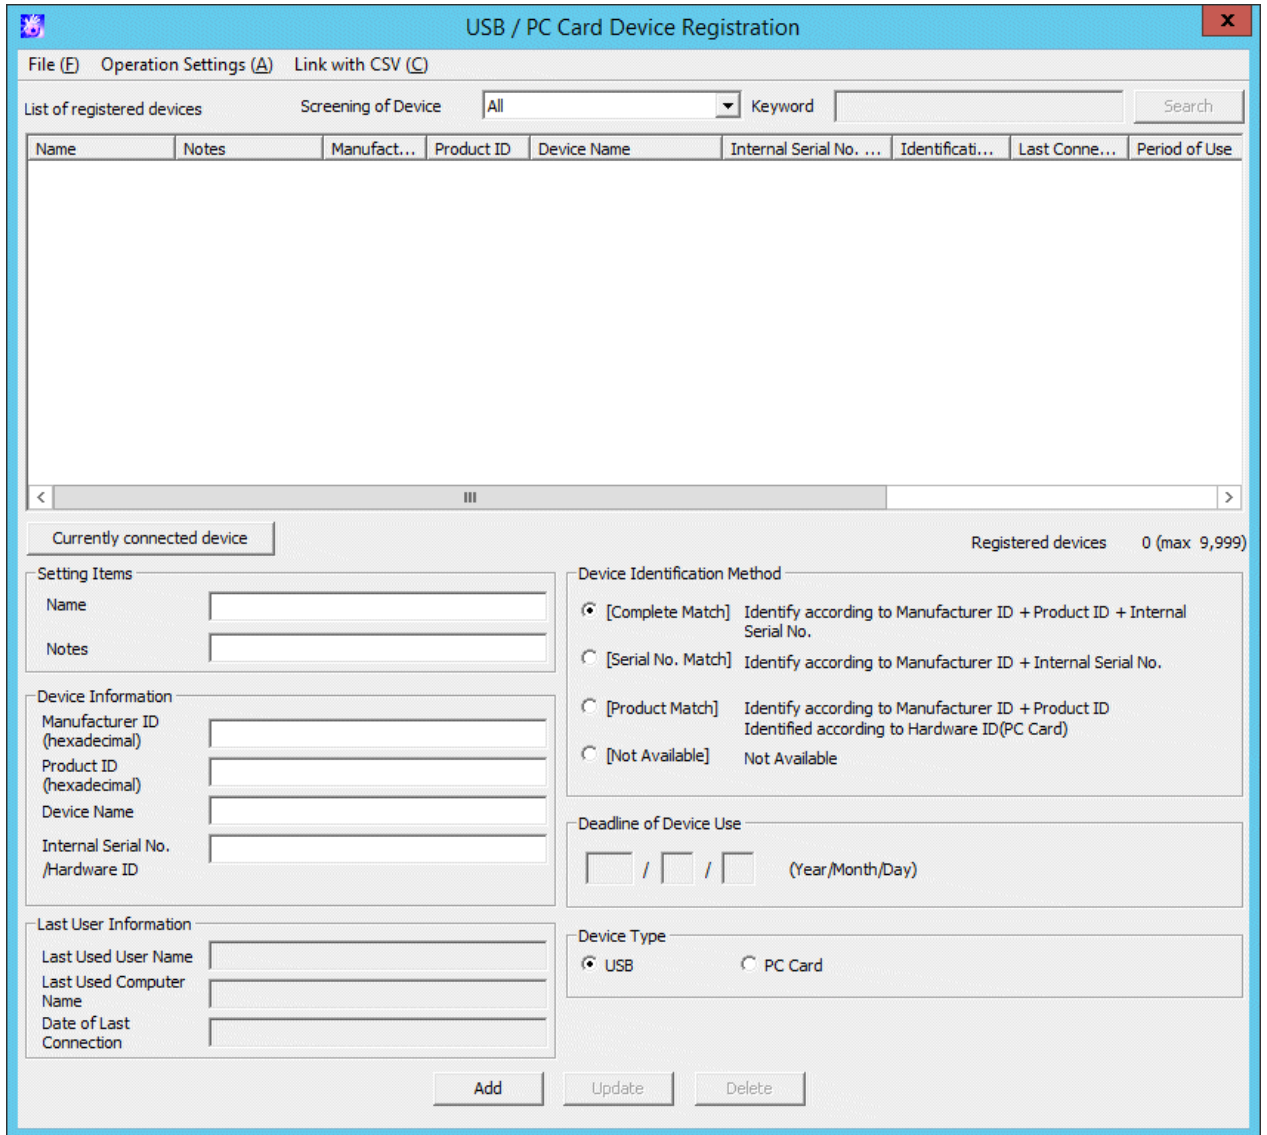 USB / PC Card Device Registration
x
File (F) Operation Settings (A) Link with CSV (C)
List of registered devices Screening of Device All Keyword Search
Name Notes Manufact... Product ID Device Name Internal Serial No. ... Identificati... Last Conne... Period of Use
Currently connected device
Registered devices 0 (max 9,999)
Setting Items
Name
Notes
Device Information
Manufacturer ID
(hexadecimal)
Product ID
(hexadecimal)
Device Name
Internal Serial No.
/Hardware ID
Last User Information
Last Used User Name
Last Used Computer
Name
Date of Last
Connection
Device Identification Method
[Complete Match] Identify according to Manufacturer ID + Product ID + Internal
Serial No.
[Serial No. Match] Identify according to Manufacturer ID + Internal Serial No.
[Product Match] Identify according to Manufacturer ID + Product ID
Identified according to Hardware ID(PC Card)
[Not Available] Not Available
Deadline of Device Use
/ / (Year/Month/Day)
Device Type
USB PC Card
Add Update Delete